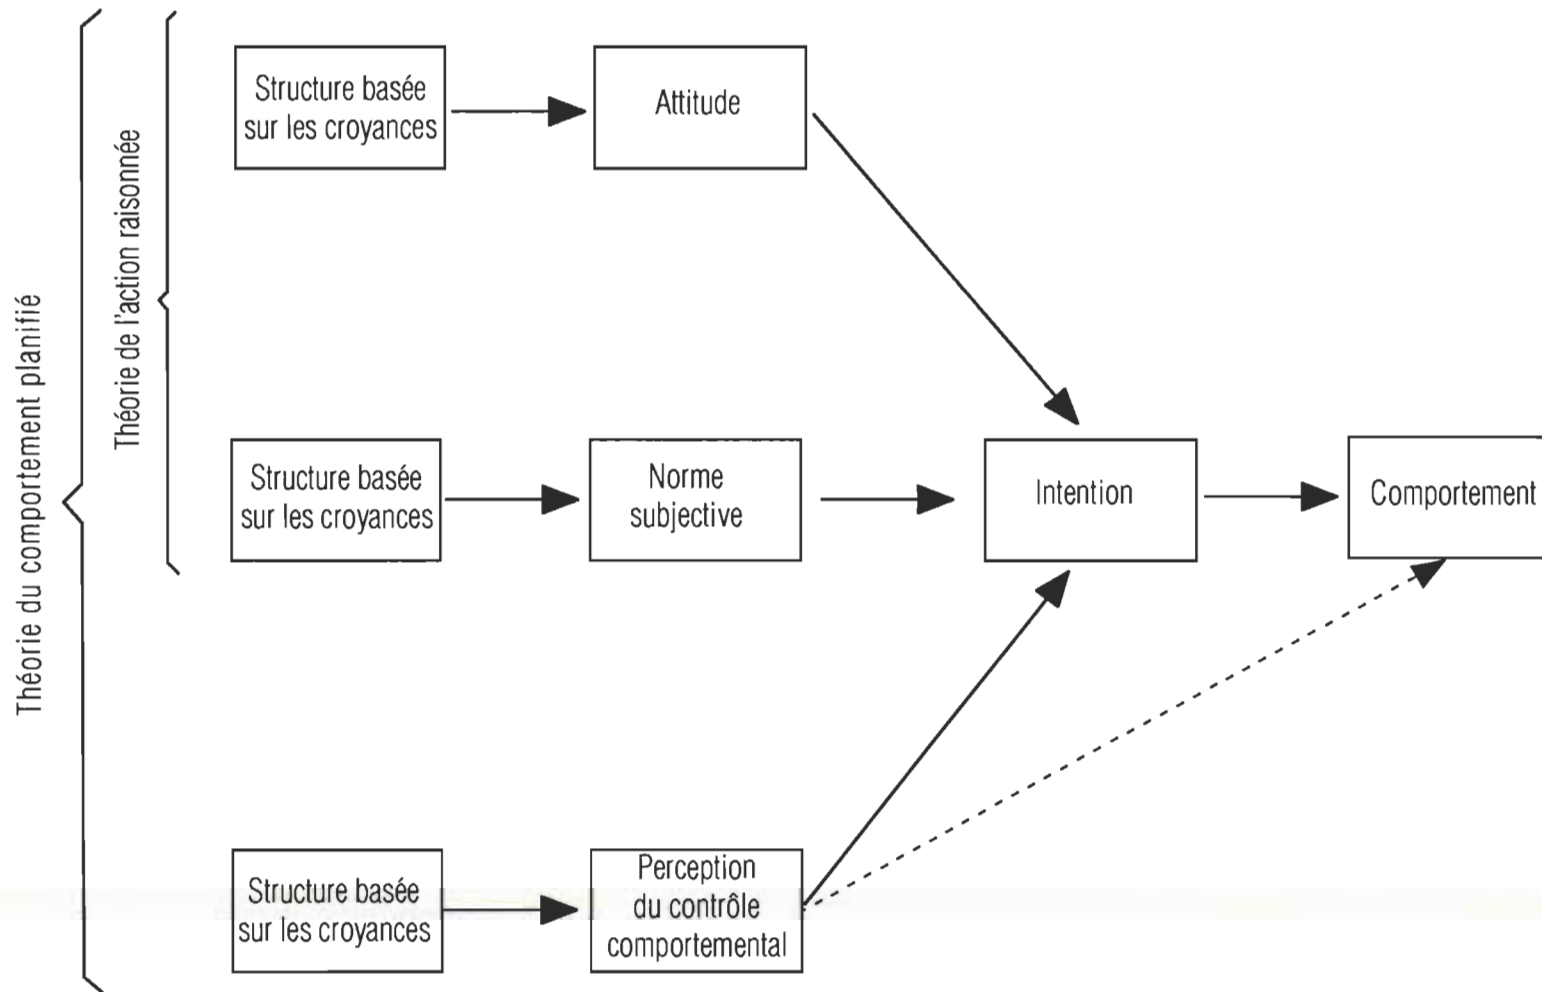 Théorie du comportement planifié
Théorie de l'action raisonnée
Structure basée
sur les croyances
Attitude
Structure basée
sur les croyances
Norme
subjective
Intention
Comportement
Structure basée
sur les croyances
Perception
du contrôle
comportemental